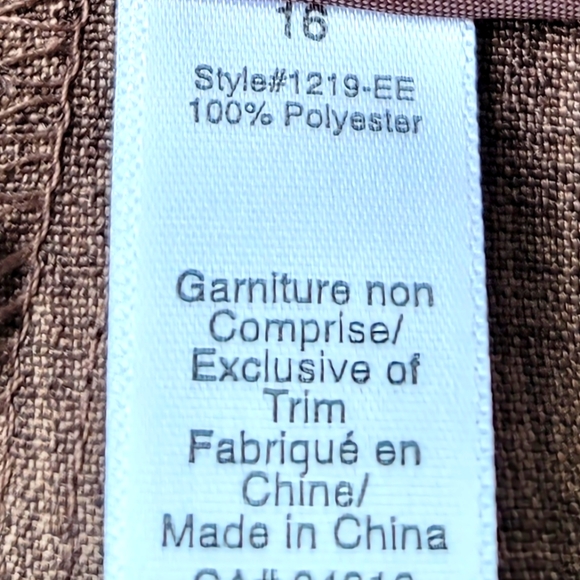 16
Style#1219-EE
100% Polyester
Garniture non
Comprise/
Exclusive of
Trim
Fabriqué en
Chine/
Made in China